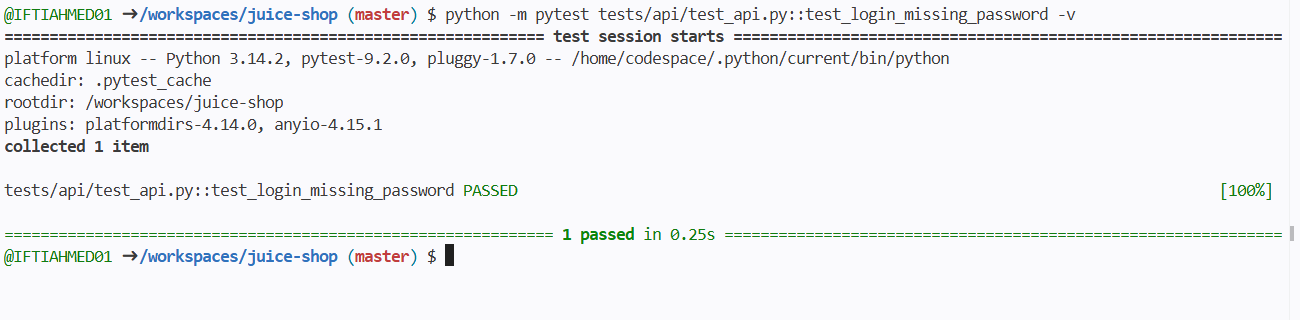 @IFTIAHMED01 ➜/workspaces/juice-shop (master) $ python -m pytest tests/api/test_api.py::test_login_missing_password -v
============================================================ test session starts =============================================================
platform linux -- Python 3.14.2, pytest-9.2.0, pluggy-1.7.0 -- /home/codespace/.python/current/bin/python
cachedir: .pytest_cache
rootdir: /workspaces/juice-shop
plugins: platformdirs-4.14.0, anyio-4.15.1
collected 1 item
tests/api/test_api.py::test_login_missing_password PASSED [100%]
============================================================= 1 passed in 0.25s ==============================================================
@IFTIAHMED01 ➜/workspaces/juice-shop (master) $